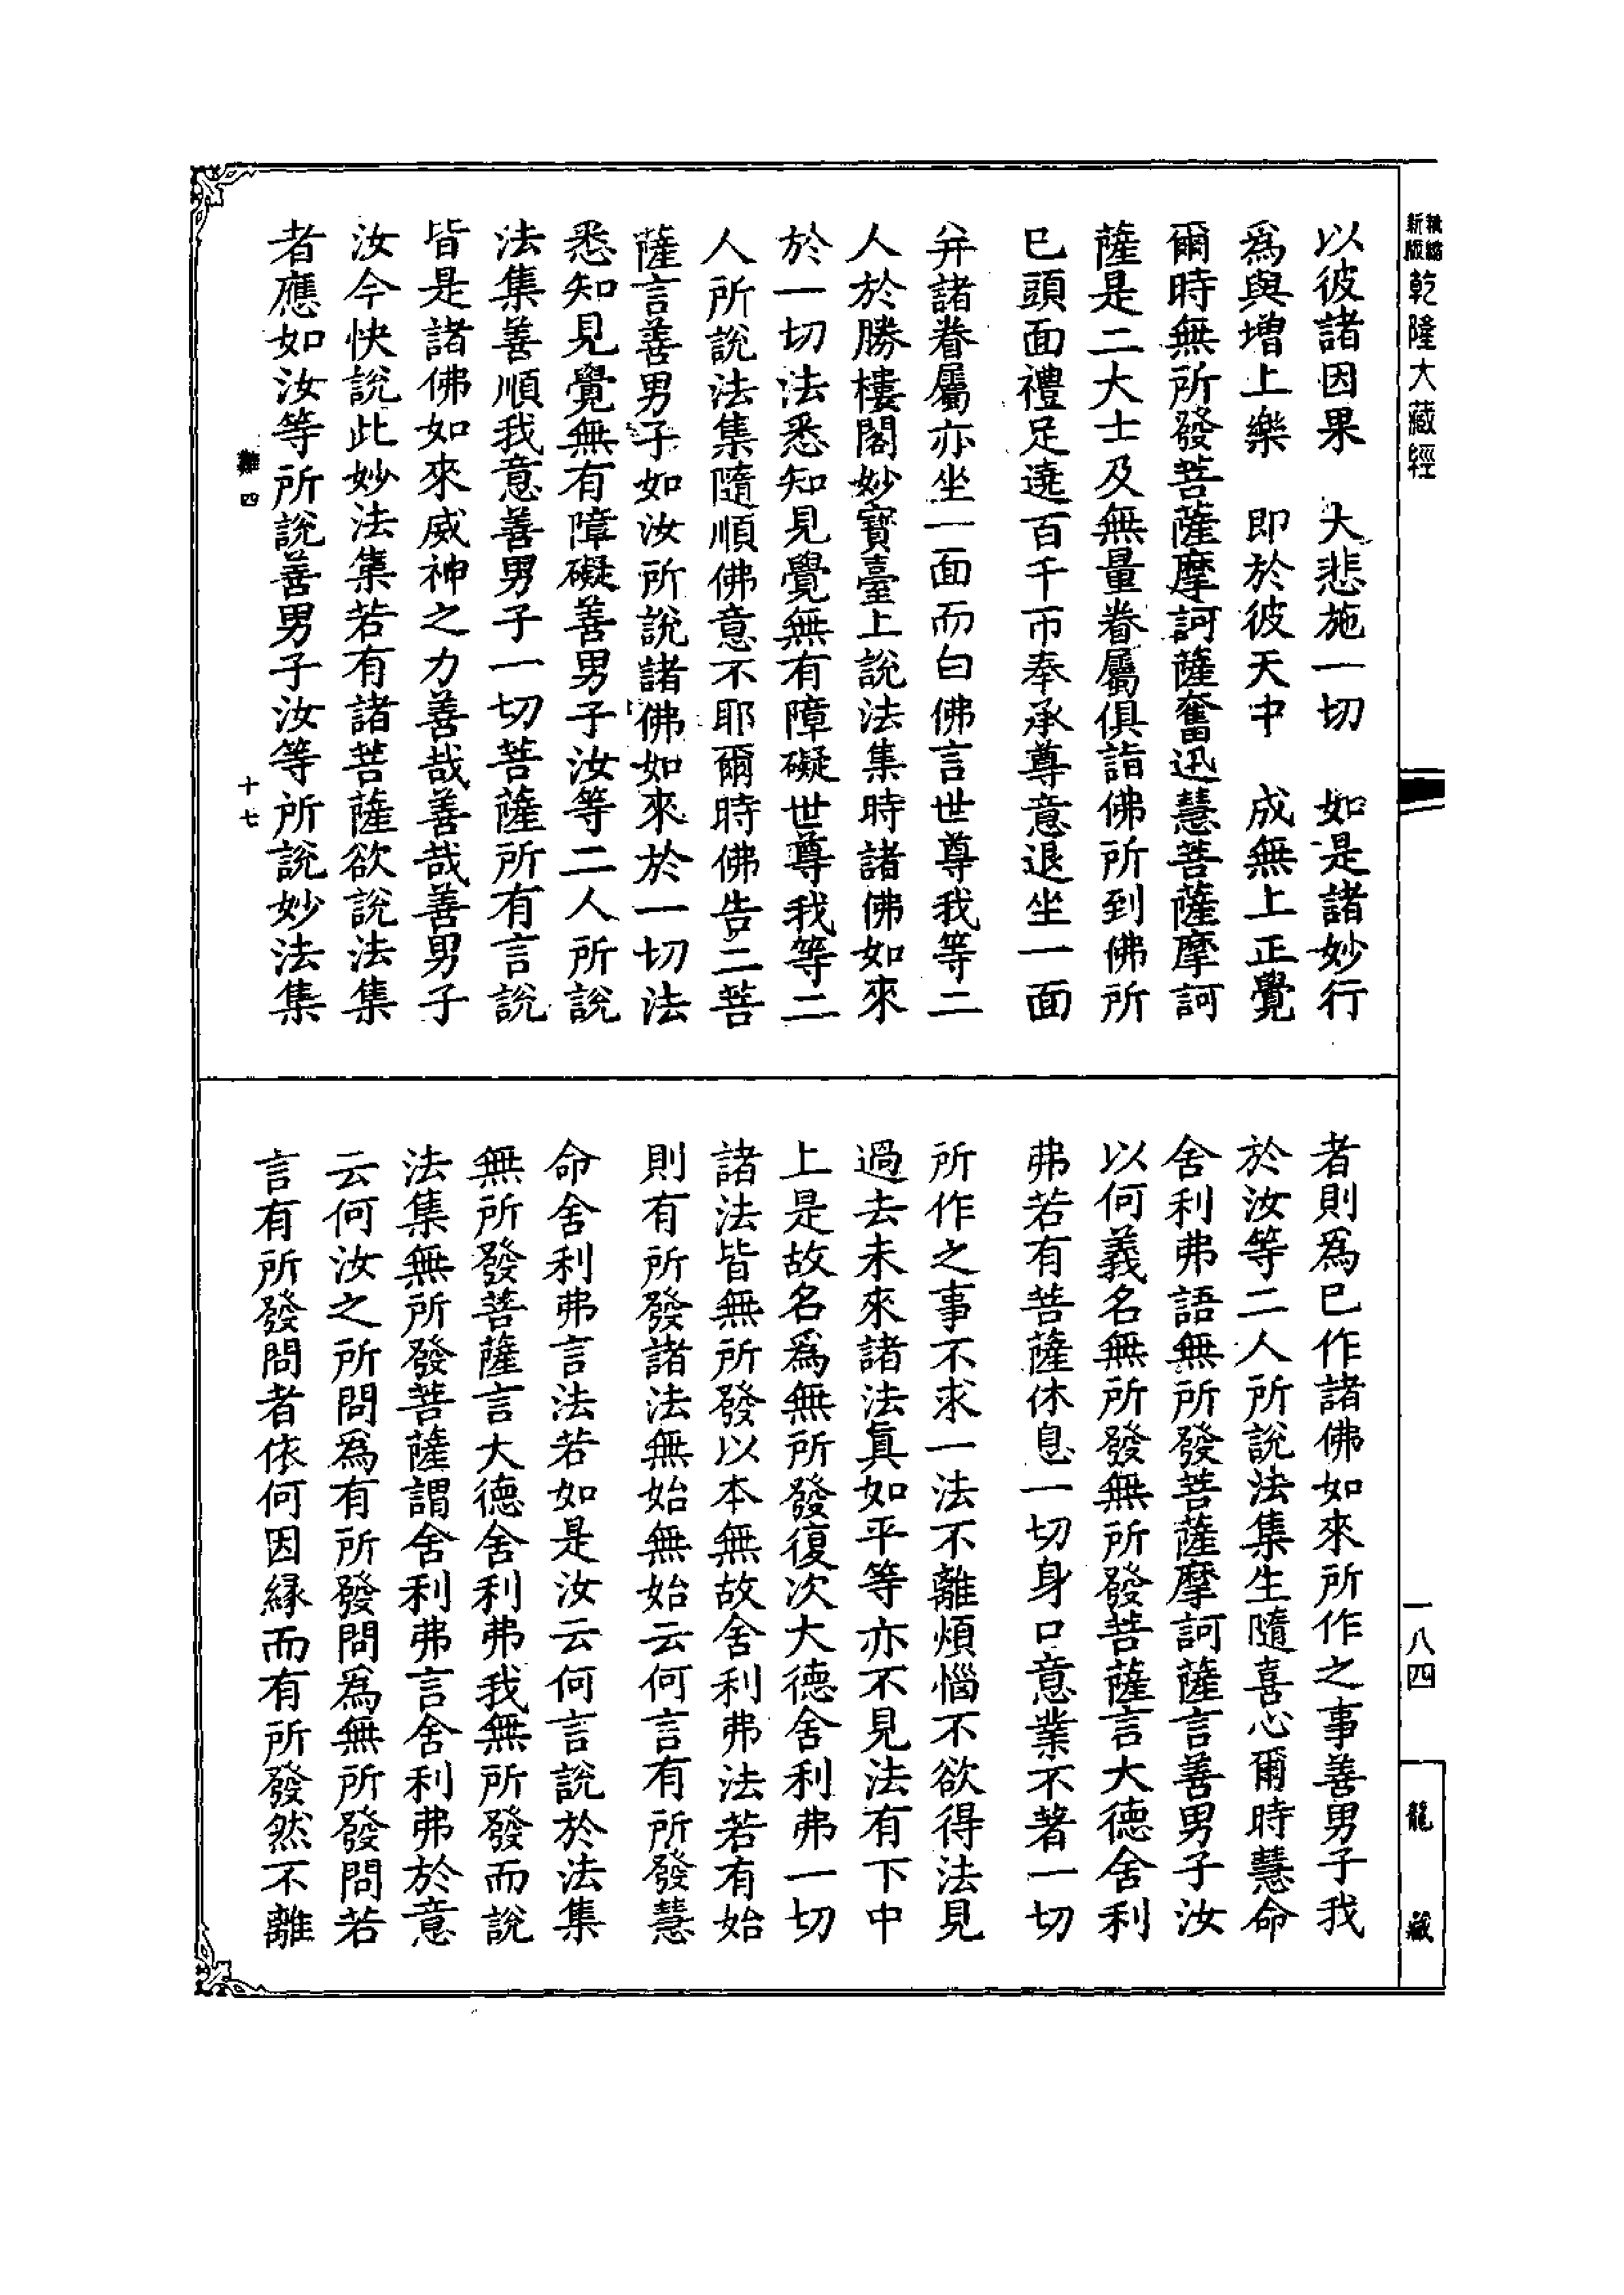 新版
縮
乾隆大藏經
以彼諸因果　大悲施一切　如是諸妙行
爲與增上樂　即於彼天中　成無上正覺
爾時無所發菩薩摩訶薩奮迅慧菩薩摩訶
薩是二大士及無量眷屬俱詣佛所到佛所
已頭面禮足遶百千帀奉承尊意退坐一面
并諸眷屬亦坐一面而白佛言世尊我等二
人於勝樓閣妙寶臺上說法集時諸佛如來
於一切法悉知見覺無有障礙世尊我等二
人所說法集隨順佛意不耶爾時佛告二菩
薩言善男子如汝所說諸佛如來於一切法
悉知見覺無有障礙善男子汝等二人所說
法集善順我意善男子一切菩薩所有言說
皆是諸佛如來威神之力善哉善哉善男子
汝今快說此妙法集若有諸菩薩欲說法集
者應如汝等所說善男子汝等所說妙法集
難四　十七
者則爲已作諸佛如來所作之事善男子我
於汝等二人所說法集生隨喜心爾時慧命
舍利弗語無所發菩薩摩訶薩言善男子汝
以何義名無所發無所發菩薩言大德舍利
弗若有菩薩休息一切身口意業不著一切
所作之事不求一法不離煩惱不欲得法見
過去未來諸法真如平等亦不見法有下中
上是故名爲無所發復次大德舍利弗一切
諸法皆無所發以本無故舍利弗法若有始
則有所發諸法無始無始云何言有所發慧
命舍利弗言法若如是汝云何言說於法集
無所發菩薩言大德舍利弗我無所發而說
法集無所發菩薩謂舍利弗言舍利弗於意
云何汝之所問爲有所發問爲無所發問若
言有所發問者依何因緣而有所發然不離
一八四
龍藏